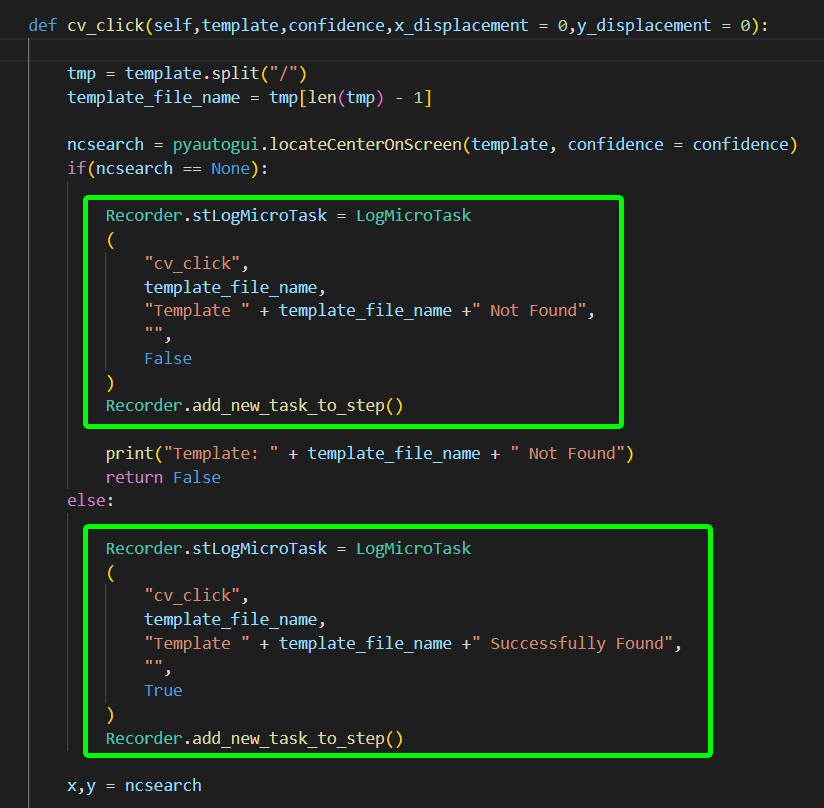 def cv_click(self,template,confidence,x_displacement = 0,y_displacement = 0):
tmp = template.split("/")
template_file_name = tmp[len(tmp) - 1]
ncsearch = pyautogui.locateCenterOnScreen(template, confidence = confidence)
if(ncsearch == None):
Recorder.stLogMicroTask = LogMicroTask
(
"cv_click",
template_file_name,
"Template " + template_file_name +" Not Found",
"",
False
)
Recorder.add_new_task_to_step()
print("Template: " + template_file_name + " Not Found")
return False
else:
Recorder.stLogMicroTask = LogMicroTask
(
"cv_click",
template_file_name,
"Template " + template_file_name +" Successfully Found",
"",
True
)
Recorder.add_new_task_to_step()
x,y = ncsearch